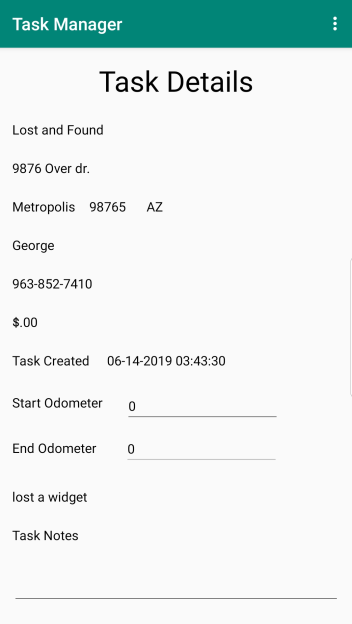 Task Manager
Task Details
Lost and Found
9876 Over dr.
Metropolis 98765 AZ
George
963-852-7410
$.00
Task Created 06-14-2019 03:43:30
Start Odometer 0
End Odometer 0
lost a widget
Task Notes